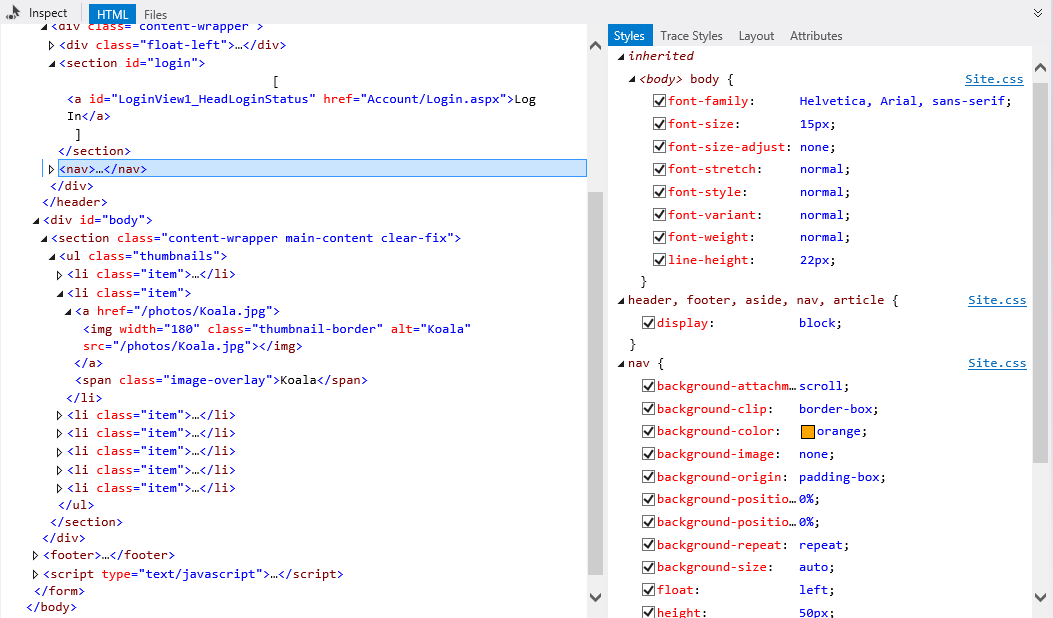 Inspect HTML Files
<div class="content-wrapper">
<div class="float-left">…</div>
<section id="login">
[
<a id="LoginView1_HeadLoginStatus" href="Account/Login.aspx">Log
In</a>
]
</section>
<nav>…</nav>
</div>
</header>
<div id="body">
<section class="content-wrapper main-content clear-fix">
<ul class="thumbnails">
<li class="item">…</li>
<li class="item">
<a href="/photos/Koala.jpg">
<img width="180" class="thumbnail-border" alt="Koala"
src="/photos/Koala.jpg"></img>
</a>
<span class="image-overlay">Koala</span>
</li>
<li class="item">…</li>
<li class="item">…</li>
<li class="item">…</li>
<li class="item">…</li>
<li class="item">…</li>
</ul>
</section>
</div>
<footer>…</footer>
<script type="text/javascript">…</script>
</form>
</body>
Styles Trace Styles Layout Attributes
inherited
<body> body { Site.css
font-family: Helvetica, Arial, sans-serif;
font-size: 15px;
font-size-adjust: none;
font-stretch: normal;
font-style: normal;
font-variant: normal;
font-weight: normal;
line-height: 22px;
}
header, footer, aside, nav, article { Site.css
display: block;
}
nav { Site.css
background-attachm… scroll;
background-clip: border-box;
background-color: orange;
background-image: none;
background-origin: padding-box;
background-positio… 0%;
background-positio… 0%;
background-repeat: repeat;
background-size: auto;
float: left;
height: 50px;